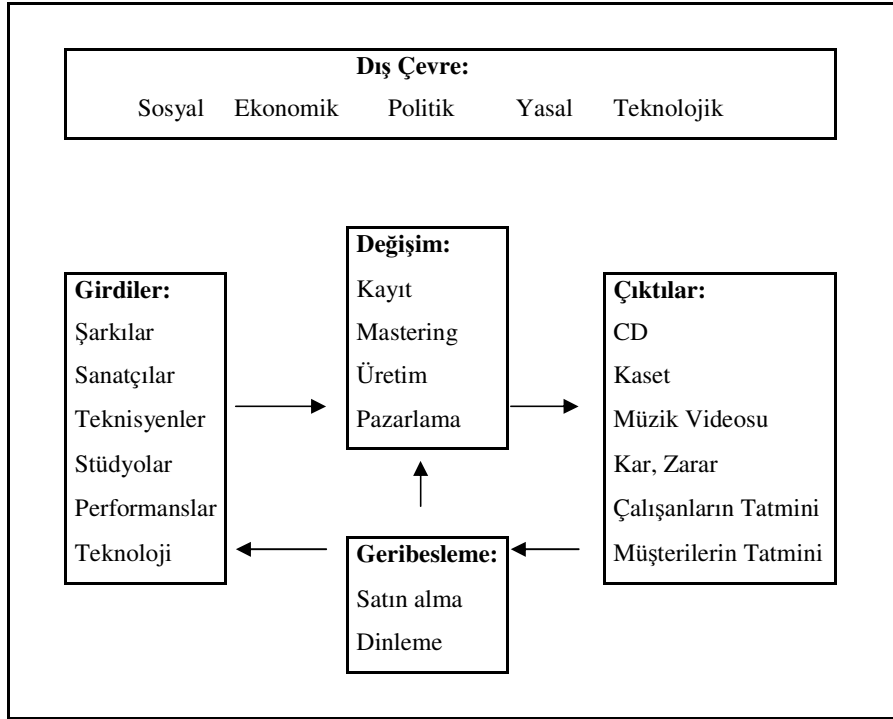 Dış Çevre:
Sosyal Ekonomik Politik Yasal Teknolojik
Değişim:
Kayıt
Mastering
Üretim
Pazarlama
Girdiler:
Şarkılar
Sanatçılar
Teknisyenler
Stüdyolar
Performanslar
Teknoloji
Çıktılar:
CD
Kaset
Müzik Videosu
Kar, Zarar
Çalışanların Tatmini
Müşterilerin Tatmini
Geribesleme:
Satın alma
Dinleme